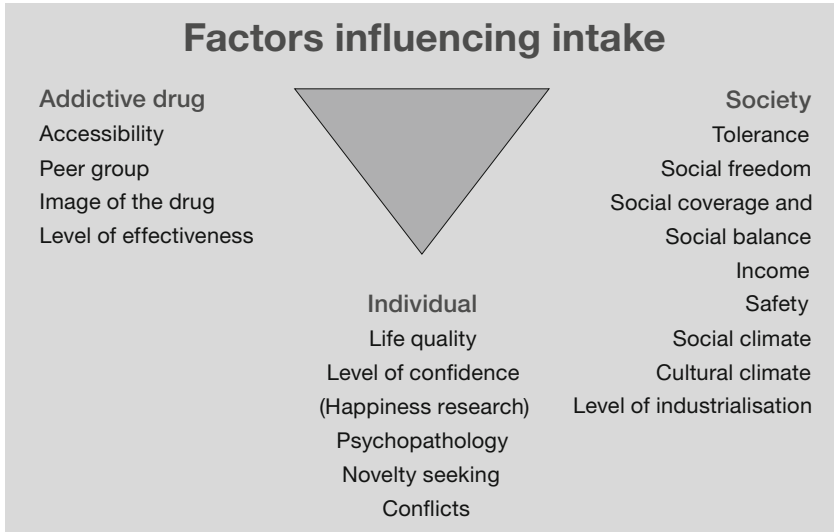 Factors influencing intake
Addictive drug
Accessibility
Peer group
Image of the drug
Level of effectiveness
Individual
Life quality
Level of confidence
(Happiness research)
Psychopathology
Novelty seeking
Conflicts
Society
Tolerance
Social freedom
Social coverage and
Social balance
Income
Safety
Social climate
Cultural climate
Level of industrialisation